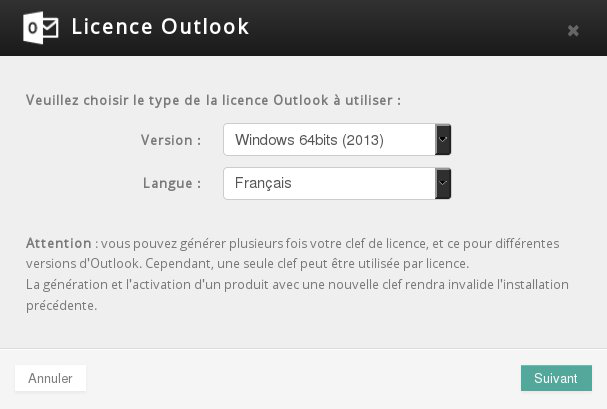 Licence Outlook
Veuillez choisir le type de la licence Outlook à utiliser :
Version : Windows 64bits (2013)
Langue : Français
Attention : vous pouvez générer plusieurs fois votre clef de licence, et ce pour différentes
versions d'Outlook. Cependant, une seule clef peut être utilisée par licence.
La génération et l'activation d'un produit avec une nouvelle clef rendra invalide l'installation
précédente.
Annuler Suivant